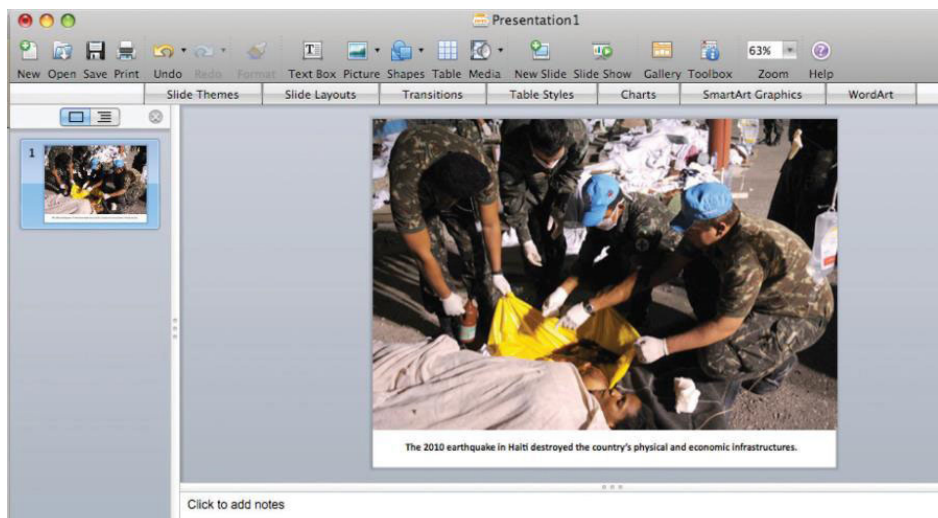 Presentation1
New Open Save Print Undo Redo Format Text Box Picture Shapes Table Media New Slide Slide Show Gallery Toolbox Zoom Help
63%
Slide Themes Slide Layouts Transitions Table Styles Charts SmartArt Graphics WordArt
1
The 2010 earthquake in Haiti destroyed the country's physical and economic infrastructures.
Click to add notes